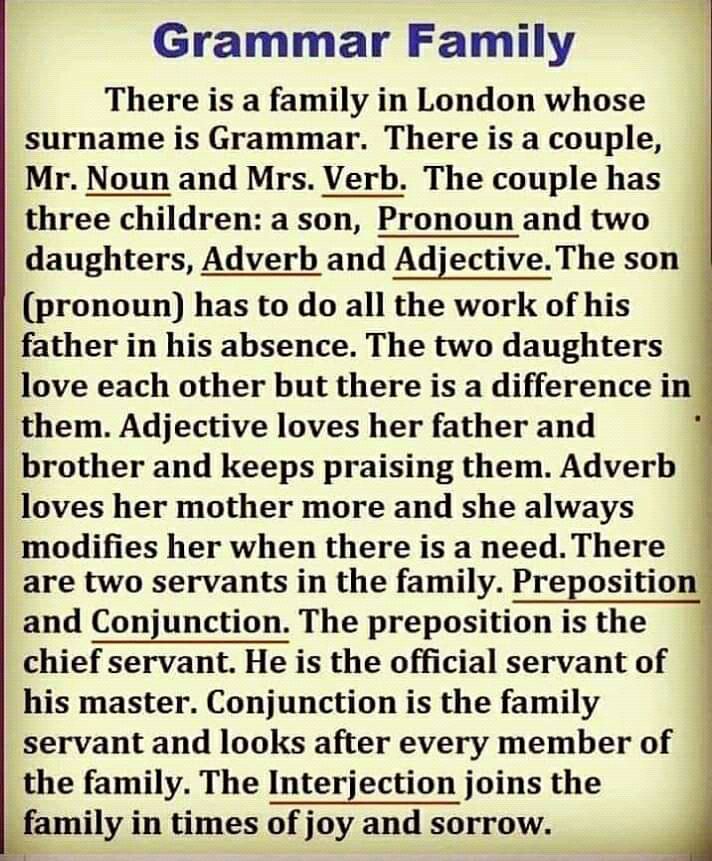 Grammar Family
There is a family in London whose
surname is Grammar. There is a couple,
Mr. Noun and Mrs. Verb. The couple has
three children: a son, Pronoun and two
daughters, Adverb and Adjective. The son
(pronoun) has to do all the work of his
father in his absence. The two daughters
love each other but there is a difference in
them. Adjective loves her father and
brother and keeps praising them. Adverb
loves her mother more and she always
modifies her when there is a need. There
are two servants in the family. Preposition
and Conjunction. The preposition is the
chief servant. He is the official servant of
his master. Conjunction is the family
servant and looks after every member of
the family. The Interjection joins the
family in times of joy and sorrow.